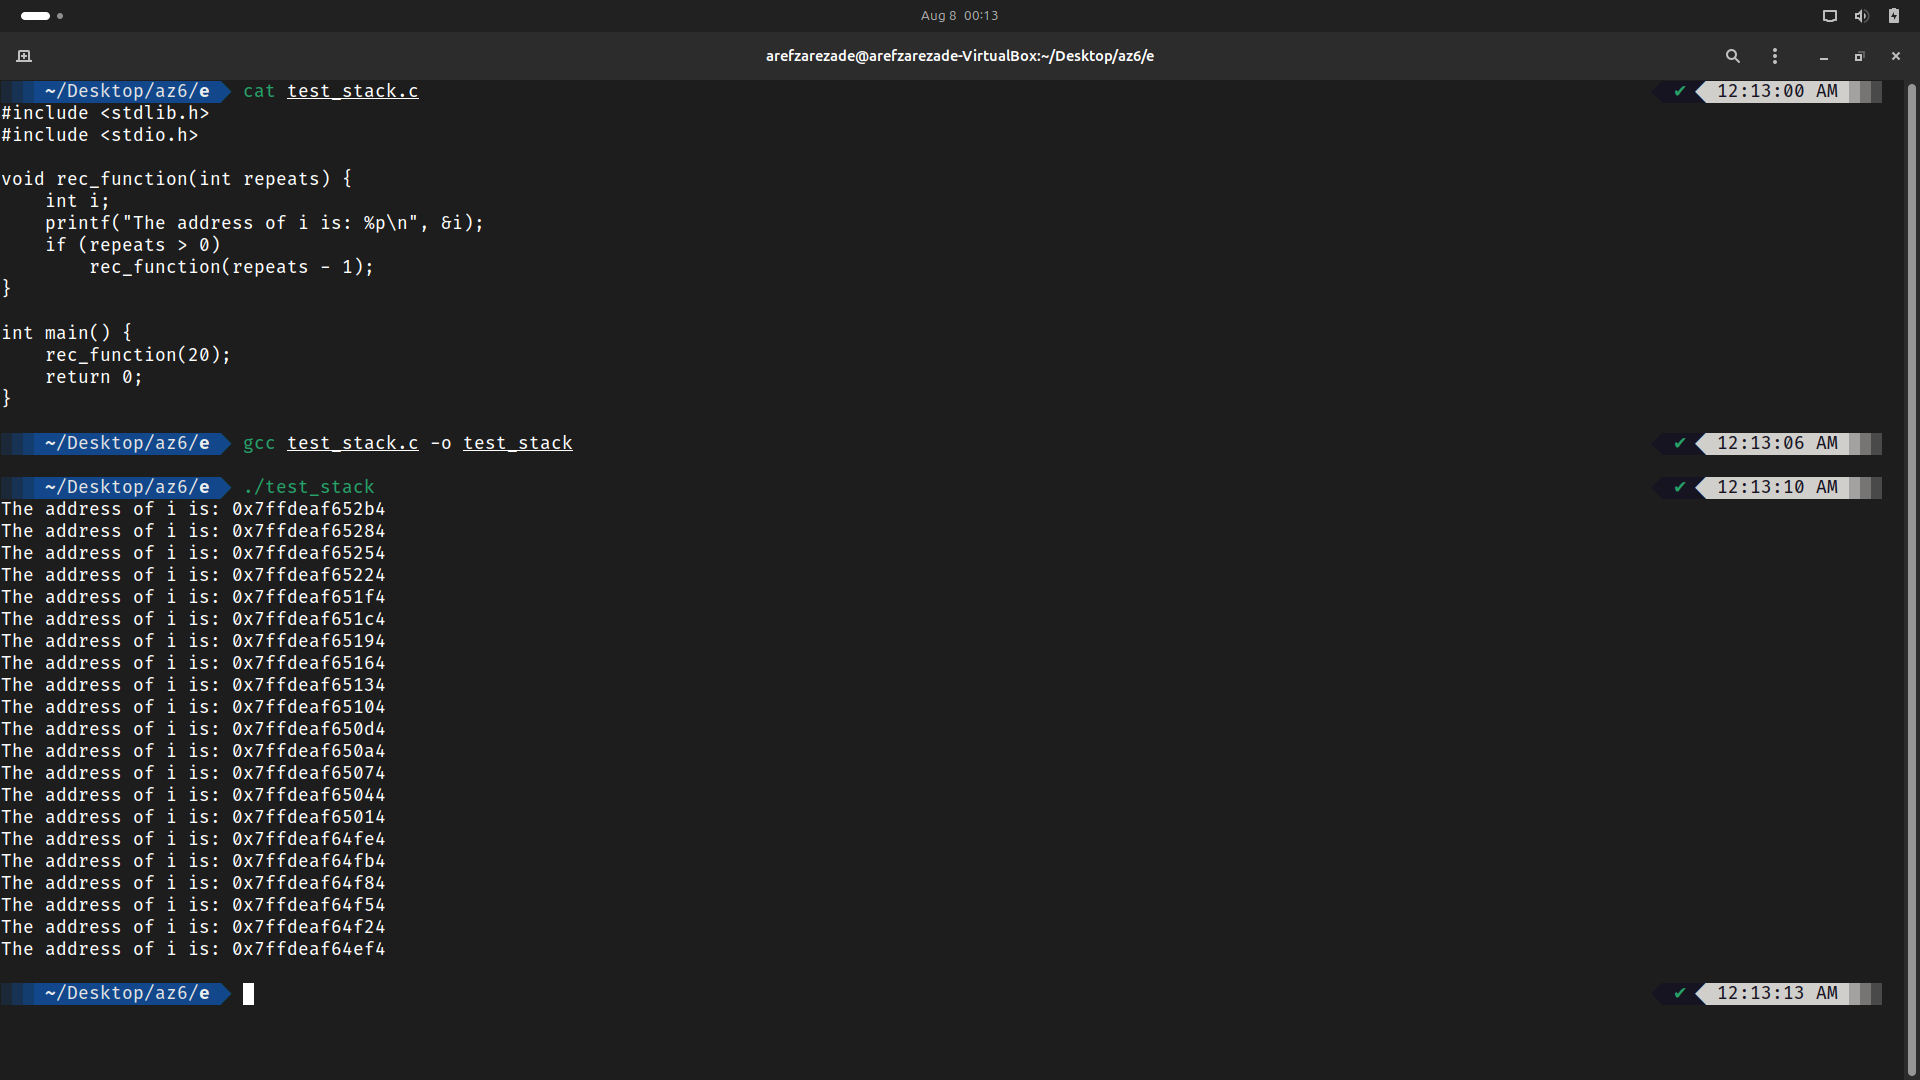 Aug 8 00:13
arefzarezade@arefzarezade-VirtualBox:~/Desktop/az6/e
~/Desktop/az6/e cat test_stack.c ✔ 12:13:00 AM
#include <stdlib.h>
#include <stdio.h>
void rec_function(int repeats) {
    int i;
    printf("The address of i is: %p\n", &i);
    if (repeats > 0)
        rec_function(repeats - 1);
}
int main() {
    rec_function(20);
    return 0;
}
~/Desktop/az6/e gcc test_stack.c -o test_stack ✔ 12:13:06 AM
~/Desktop/az6/e ./test_stack ✔ 12:13:10 AM
The address of i is: 0x7ffdeaf652b4
The address of i is: 0x7ffdeaf65284
The address of i is: 0x7ffdeaf65254
The address of i is: 0x7ffdeaf65224
The address of i is: 0x7ffdeaf651f4
The address of i is: 0x7ffdeaf651c4
The address of i is: 0x7ffdeaf65194
The address of i is: 0x7ffdeaf65164
The address of i is: 0x7ffdeaf65134
The address of i is: 0x7ffdeaf65104
The address of i is: 0x7ffdeaf650d4
The address of i is: 0x7ffdeaf650a4
The address of i is: 0x7ffdeaf65074
The address of i is: 0x7ffdeaf65044
The address of i is: 0x7ffdeaf65014
The address of i is: 0x7ffdeaf64fe4
The address of i is: 0x7ffdeaf64fb4
The address of i is: 0x7ffdeaf64f84
The address of i is: 0x7ffdeaf64f54
The address of i is: 0x7ffdeaf64f24
The address of i is: 0x7ffdeaf64ef4
~/Desktop/az6/e ✔ 12:13:13 AM